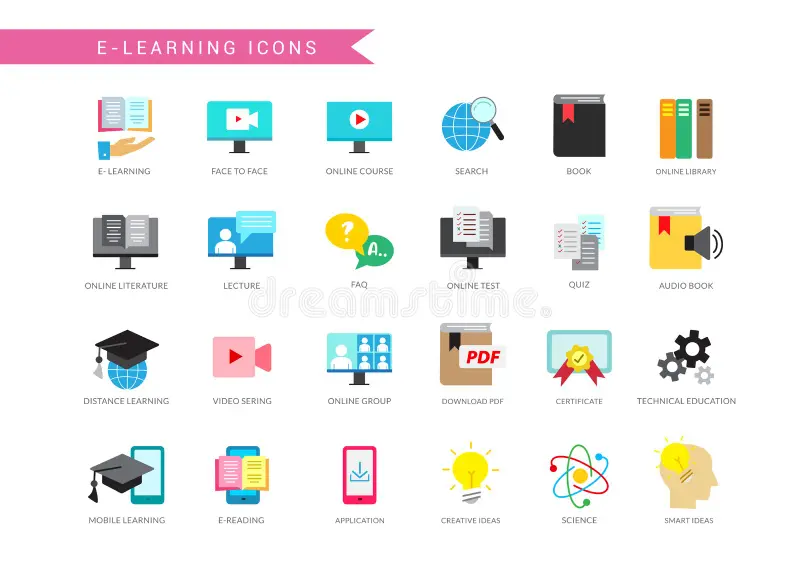 E-LEARNING ICONS
E- LEARNING
FACE TO FACE
ONLINE COURSE
SEARCH
BOOK
ONLINE LIBRARY
?
A..
ONLINE LITERATURE
LECTURE
FAQ
ONLINE TEST
QUIZ
AUDIO BOOK
dreamstime.
PDF
DISTANCE LEARNING
VIDEO SERING
ONLINE GROUP
DOWNLOAD PDF
CERTIFICATE
TECHNICAL EDUCATION
MOBILE LEARNING
E-READING
APPLICATION
CREATIVE IDEAS
SCIENCE
SMART IDEAS